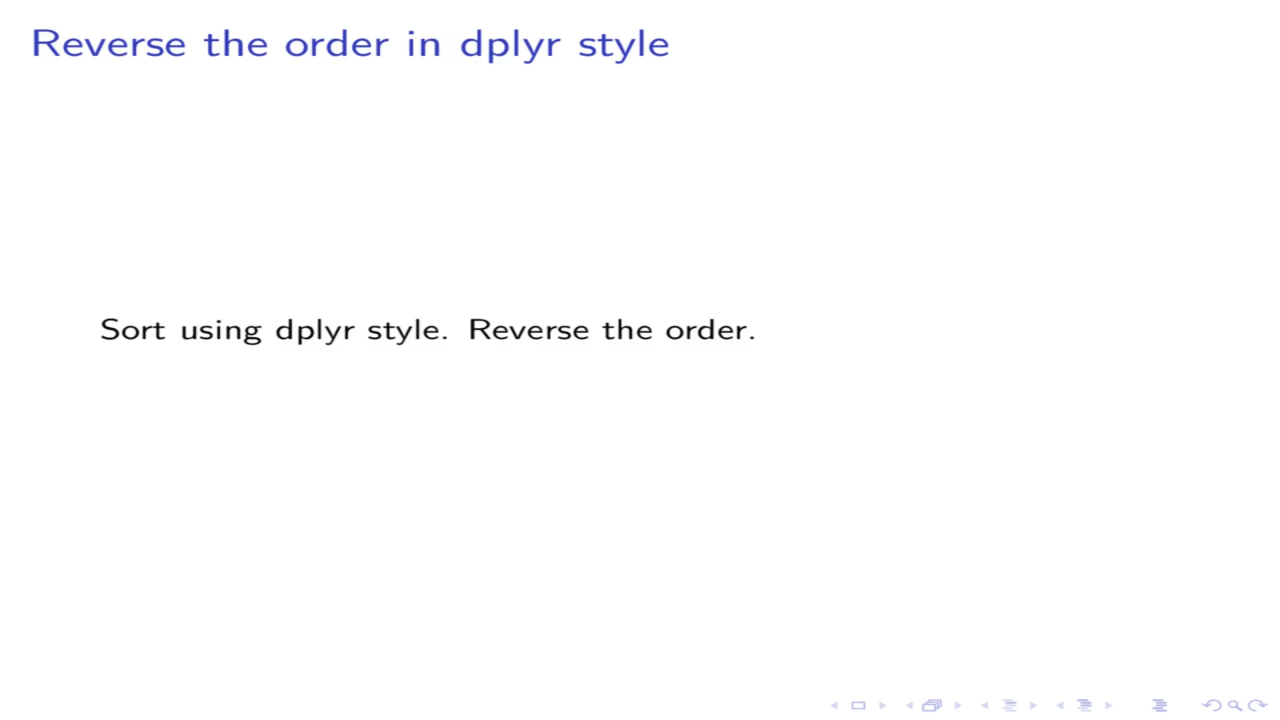 Reverse the order in dplyr style
Sort using dplyr style. Reverse the order.